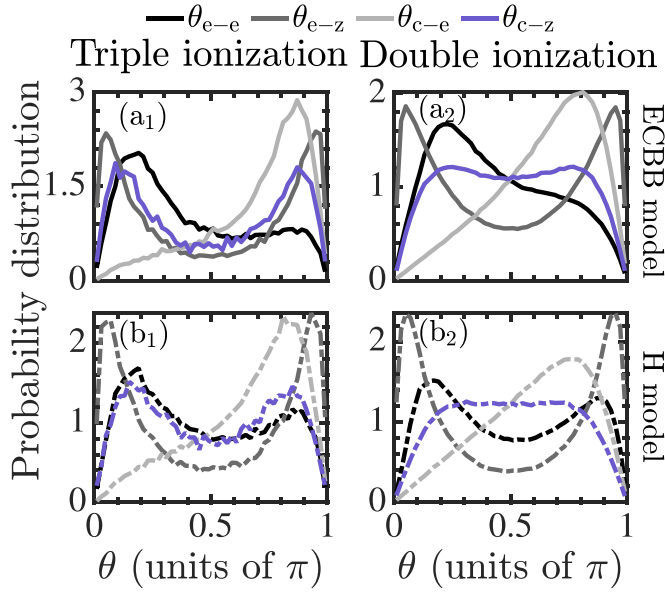 θe−e θe−z θc−e θc−z
Triple ionization Double ionization
Probability distribution
3
1.5
0
(a1)
2
1
0
(a2)
ECBB model
2
1
0
(b1)
2
1
0
(b2)
H model
0 0.5 1
0 0.5 1
θ (units of π) θ (units of π)